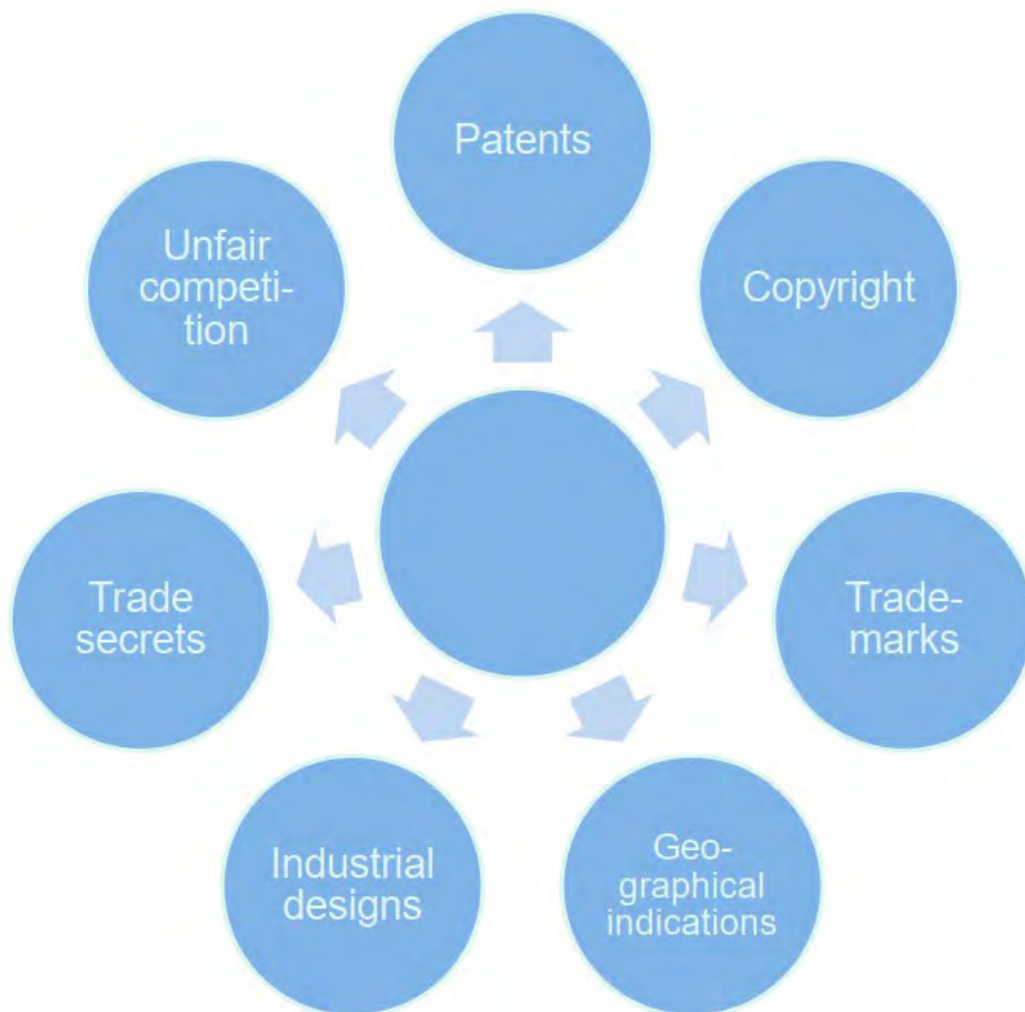 Patents
Copyright
Trade-
marks
Geo-
graphical
indications
Industrial
designs
Trade
secrets
Unfair
competi-
tion